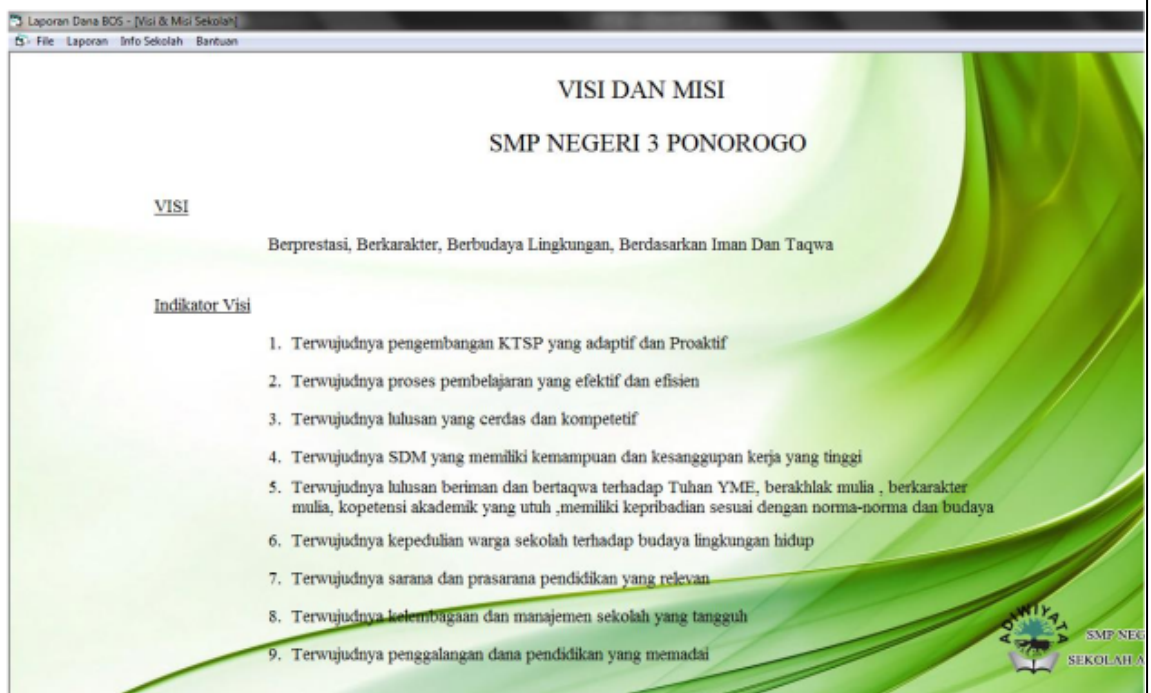 Laporan Dana BOS - [Visi & Misi Sekolah]
File Laporan Info Sekolah Bantuan
VISI DAN MISI
SMP NEGERI 3 PONOROGO
VISI
Berprestasi, Berkarakter, Berbudaya Lingkungan, Berdasarkan Iman Dan Taqwa
Indikator Visi
1. Terwujudnya pengembangan KTSP yang adaptif dan Proaktif
2. Terwujudnya proses pembelajaran yang efektif dan efisien
3. Terwujudnya lulusan yang cerdas dan kompetetif
4. Terwujudnya SDM yang memiliki kemampuan dan kesanggupan kerja yang tinggi
5. Terwujudnya lulusan beriman dan bertaqwa terhadap Tuhan YME, berakhlak mulia , berkarakter
mulia, kopetensi akademik yang utuh ,memiliki kepribadian sesuai dengan norma-norma dan budaya
6. Terwujudnya kepedulian warga sekolah terhadap budaya lingkungan hidup
7. Terwujudnya sarana dan prasarana pendidikan yang relevan
8. Terwujudnya kelembagaan dan manajemen sekolah yang tangguh
9. Terwujudnya penggalangan dana pendidikan yang memadai
ADIWIYATA
SMP NEG
SEKOLAH A